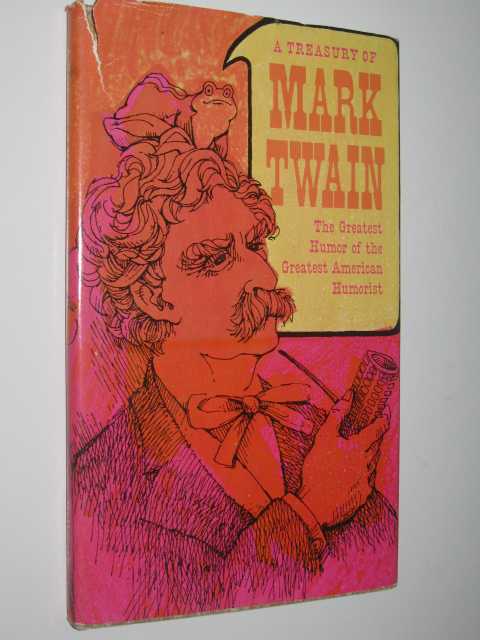 A TREASURY OF
MARK
TWAIN
The Greatest
Humor of the
Greatest American
Humorist